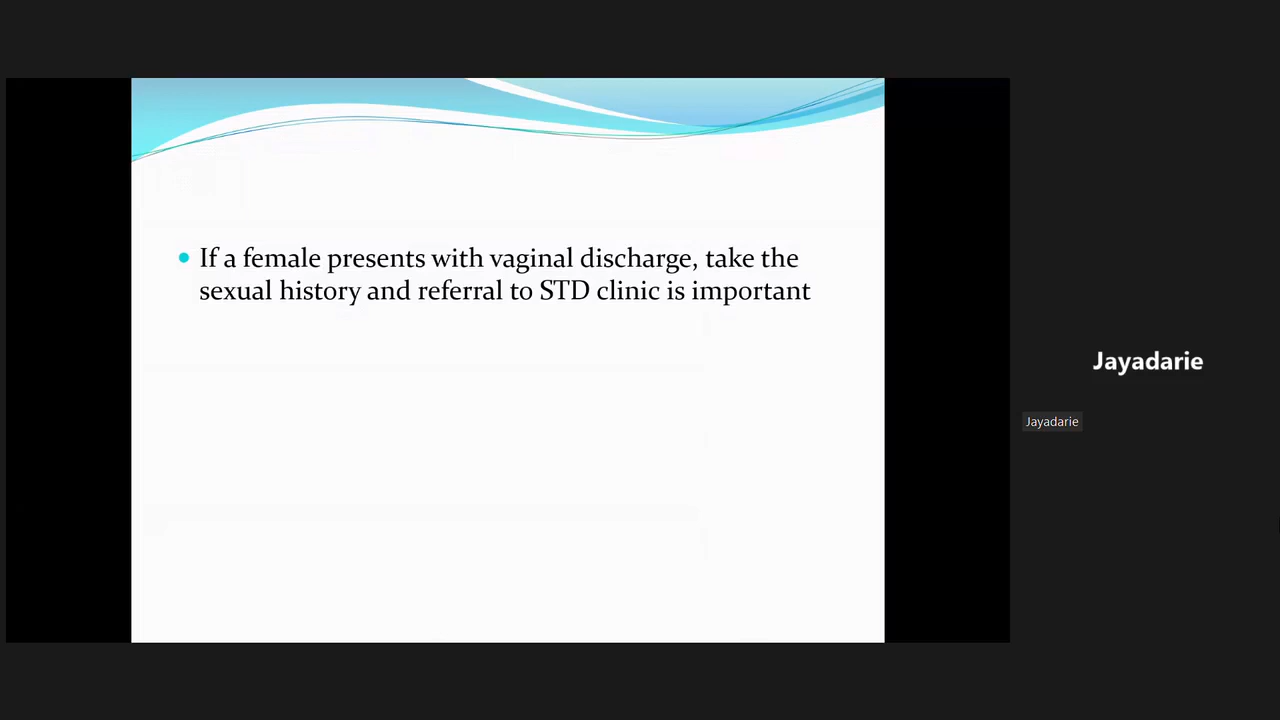 If a female presents with vaginal discharge, take the
sexual history and referral to STD clinic is important
Jayadarie
Jayadarie